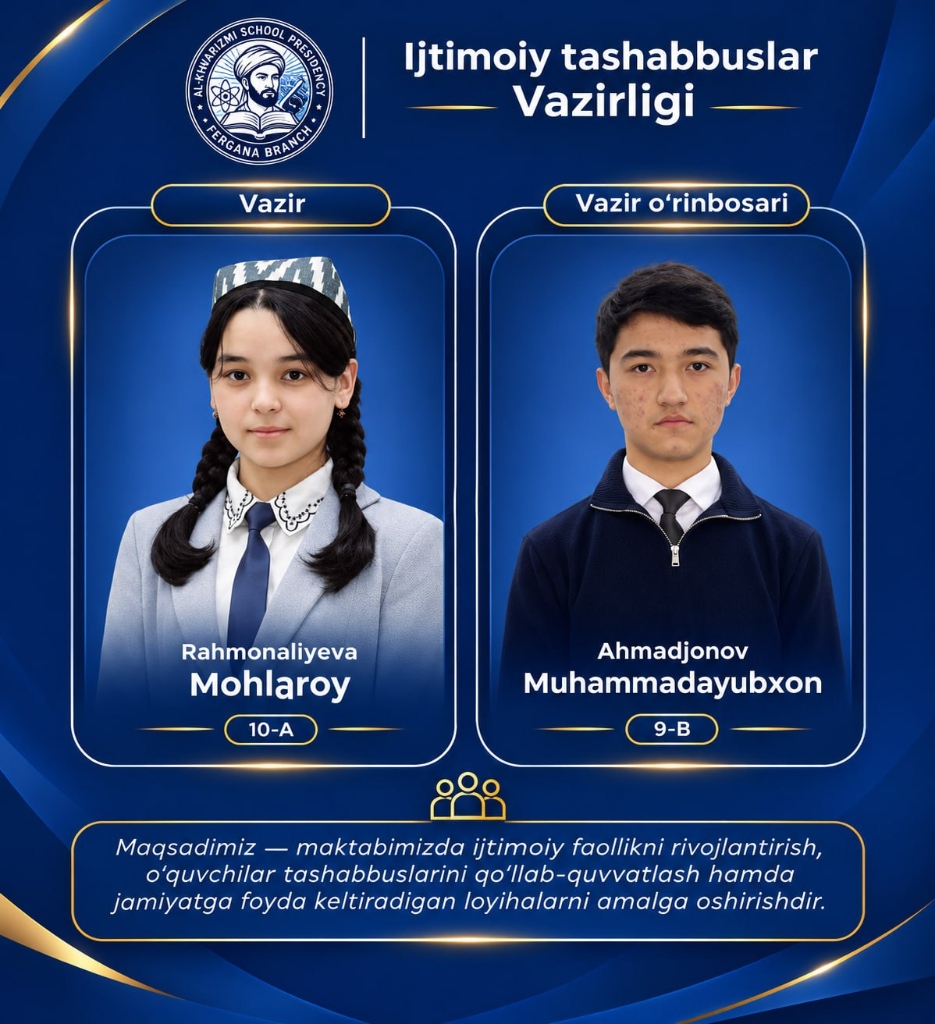 AL-KHWARIZMI SCHOOL PRESIDENCY
FERGANA BRANCH
Ijtimoiy tashabbuslar
Vazirligi
Vazir
Vazir o‘rinbosari
Rahmonaliyeva
Mohlaroy
10-A
Ahmadjonov
Muhammadayubxon
9-B
Maqsadimiz — maktabimizda ijtimoiy faollikni rivojlantirish,
o‘quvchilar tashabbuslarini qo‘llab-quvvatlash hamda
jamiyatga foyda keltiradigan loyihalarni amalga oshirishdir.